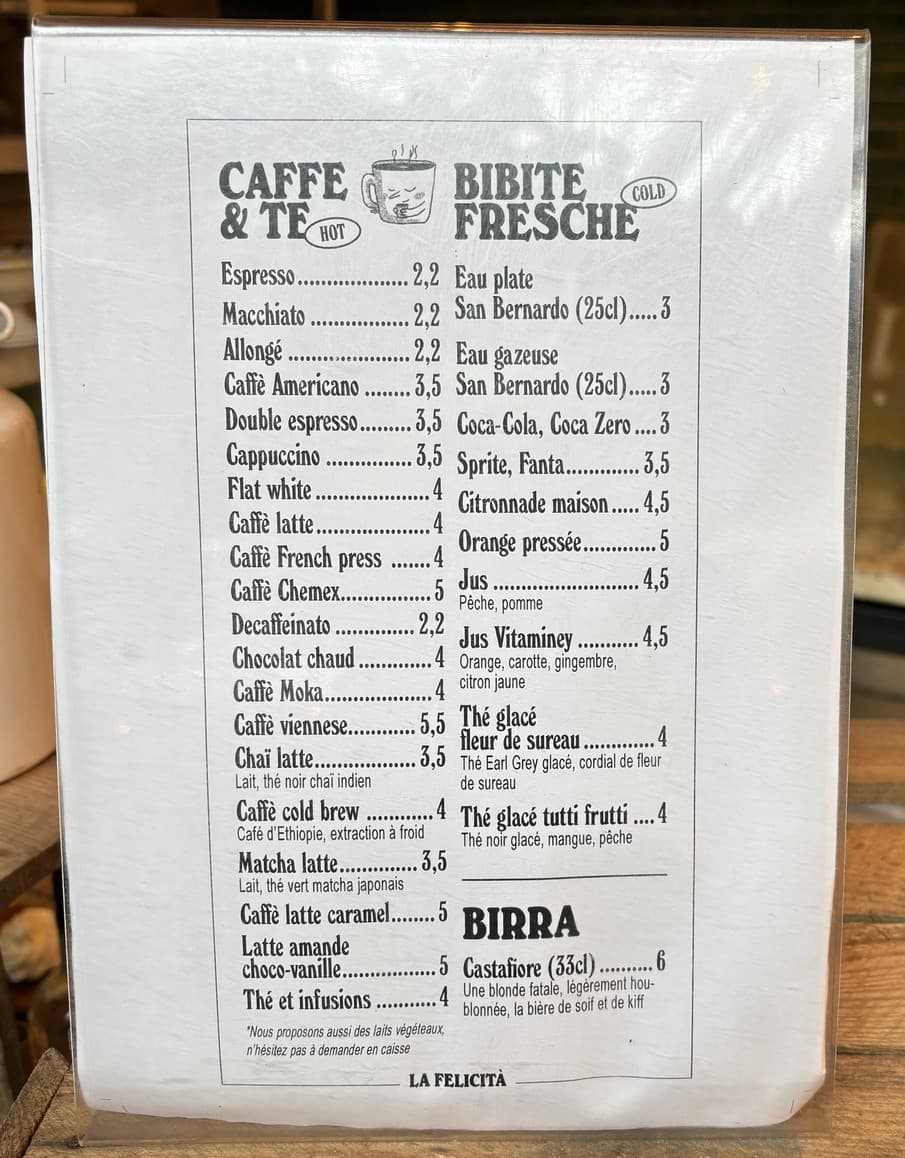 CAFFE
& TE HOT
Espresso................... 2,2
Macchiato ................. 2,2
Allongé ..................... 2,2
Caffè Americano ........ 3,5
Double espresso......... 3,5
Cappuccino ............... 3,5
Flat white .................... 4
Caffè latte.................... 4
Caffè French press ....... 4
Caffè Chemex................ 5
Decaffeinato .............. 2,2
Chocolat chaud ............. 4
Caffè Moka................... 4
Caffè viennese............ 5,5
Chaï latte.................. 3,5
Lait, thé noir chaï indien
Caffè cold brew ............ 4
Café d'Ethiopie, extraction à froid
Matcha latte.............. 3,5
Lait, thé vert matcha japonais
Caffè latte caramel........ 5
Latte amande
choco-vanille................. 5
Thé et infusions ........... 4
*Nous proposons aussi des laits végéteaux,
n'hésitez pas à demander en caisse
BIBITE COLD
FRESCHE
Eau plate
San Bernardo (25cl)..... 3
Eau gazeuse
San Bernardo (25cl)..... 3
Coca-Cola, Coca Zero .... 3
Sprite, Fanta............. 3,5
Citronnade maison ..... 4,5
Orange pressée............. 5
Jus .......................... 4,5
Pêche, pomme
Jus Vitaminey ........... 4,5
Orange, carotte, gingembre,
citron jaune
Thé glacé
fleur de sureau ............. 4
Thé Earl Grey glacé, cordial de fleur
de sureau
Thé glacé tutti frutti .... 4
Thé noir glacé, mangue, pêche
BIRRA
Castafiore (33cl) .......... 6
Une blonde fatale, légèrement hou-
blonnée, la bière de soif et de kiff
LA FELICITÀ